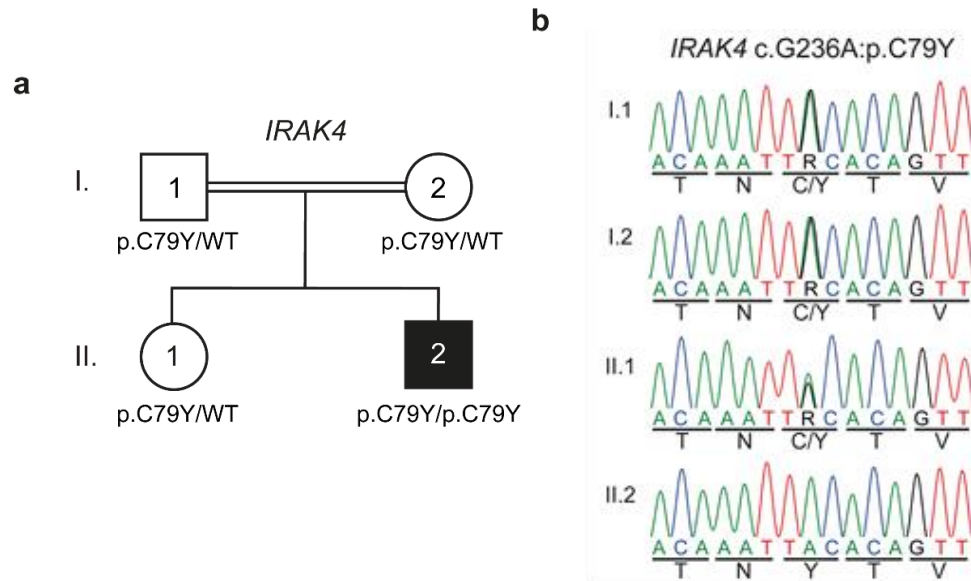 a
IRAK4
I.
1
2
p.C79Y/WT
p.C79Y/WT
II.
1
2
p.C79Y/WT
p.C79Y/p.C79Y
b
IRAK4 c.G236A:p.C79Y
I.1
A C A A A T T R C A C A G T T
T N C/Y T V
I.2
A C A A A T T R C A C A G T T
T N C/Y T V
II.1
A C A A A T T R C A C A G T T
T N C/Y T V
II.2
A C A A A T T A C A C A G T T
T N Y T V